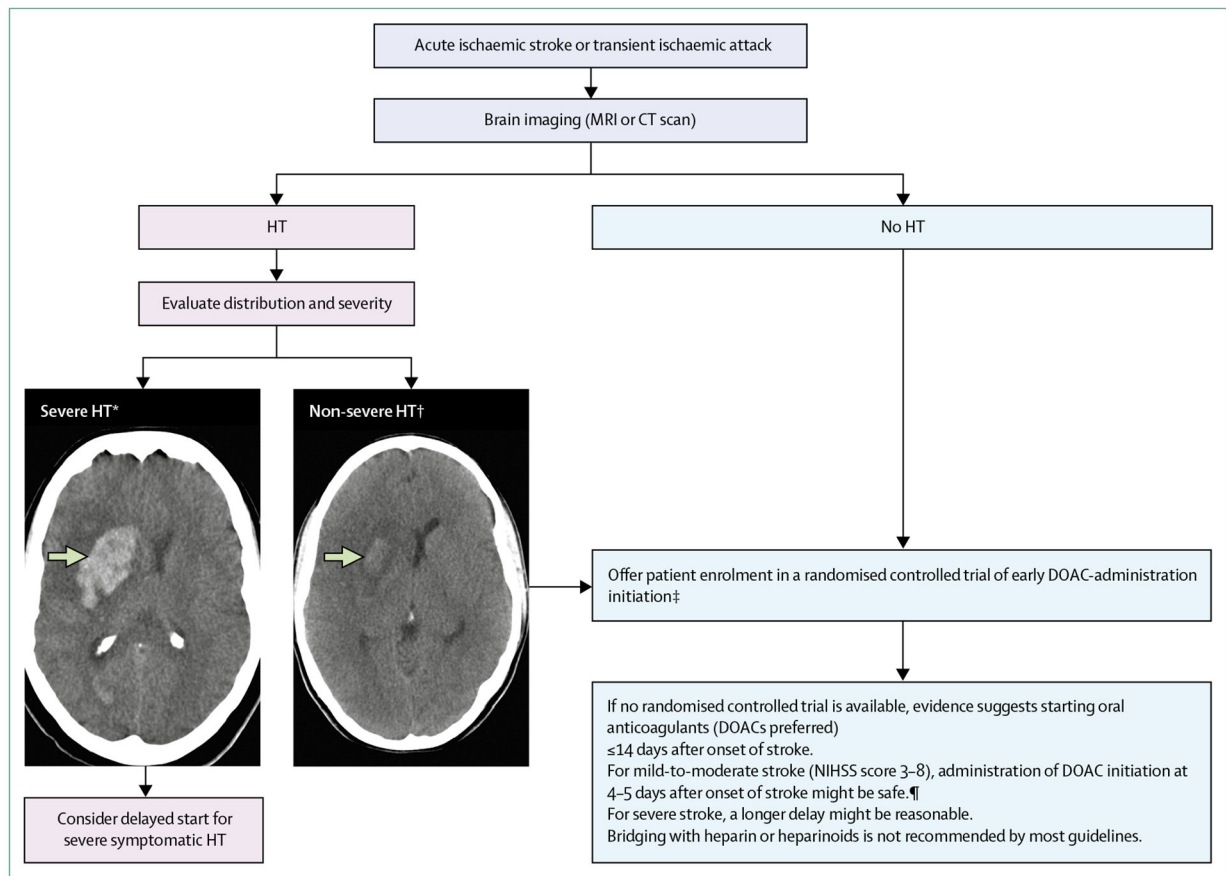 Acute ischaemic stroke or transient ischaemic attack
Brain imaging (MRI or CT scan)
HT
No HT
Evaluate distribution and severity
Severe HT*
Non-severe HT†
Offer patient enrolment in a randomised controlled trial of early DOAC-administration
initiation‡
If no randomised controlled trial is available, evidence suggests starting oral
anticoagulants (DOACs preferred)
≤14 days after onset of stroke.
For mild-to-moderate stroke (NIHSS score 3–8), administration of DOAC initiation at
4–5 days after onset of stroke might be safe.¶
For severe stroke, a longer delay might be reasonable.
Bridging with heparin or heparinoids is not recommended by most guidelines.
Consider delayed start for
severe symptomatic HT